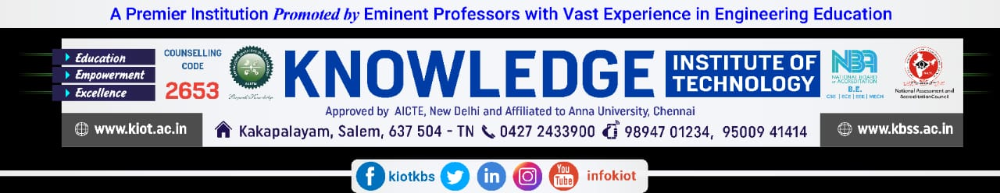 A Premier Institution Promoted by Eminent Professors with Vast Experience in Engineering Education
Education
Empowerment
Excellence
COUNSELLING
CODE
2653
Beyond Knowledge
KNOWLEDGE
INSTITUTE OF
TECHNOLOGY
NBA
NATIONAL BOARD
of ACCREDITATION
B.E.
CSE | ECE | EEE | MECH
National Assessment and
AccreditationCouncil
Approved by AICTE, New Delhi and Affiliated to Anna University, Chennai
www.kiot.ac.in
Kakapalayam, Salem, 637 504 - TN 0427 2433900 98947 01234, 95009 41414
www.kbss.ac.in
kiotkbs
You
Tube
infokiot